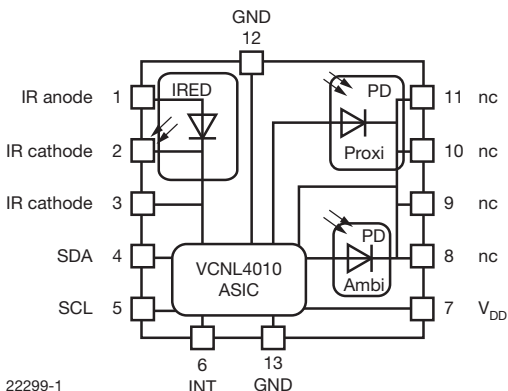 GND
12
IR anode 1
IRED
PD
11 nc
IR cathode 2
Proxi
10 nc
IR cathode 3
9 nc
PD
SDA 4
VCNL4010
ASIC
Ambi
8 nc
SCL 5
7 VDD
6
INT
13
GND
22299-1